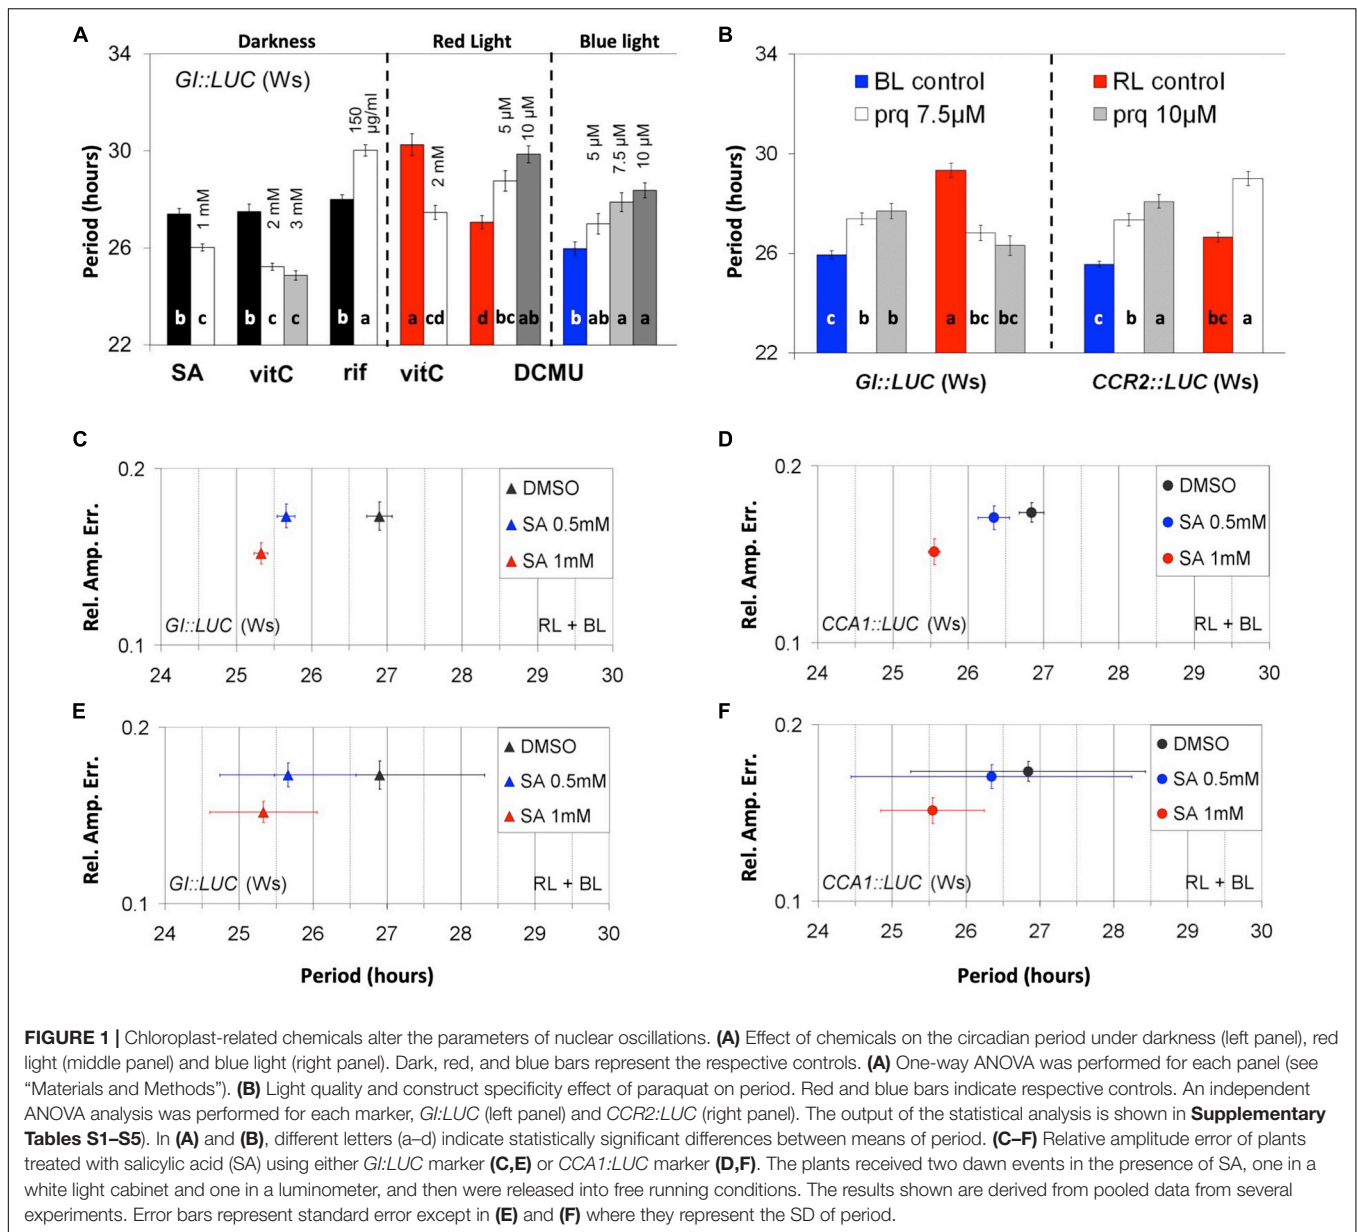 A
Darkness
Red Light
Blue light
34
30
26
22
Period (hours)
GI::LUC (Ws)
1 mM
2 mM
3 mM
150 µg/ml
2 mM
5 µM
10 µM
5 µM
7.5 µM
10 µM
b c b c c b a a cd d bc ab b ab a a
SA vitC rif vitC DCMU
B
34
30
26
22
Period (hours)
BL control
RL control
prq 7.5µM
prq 10µM
c b b a bc bc c b a bc a
GI::LUC (Ws)
CCR2::LUC (Ws)
C
0.2
0.1
Rel. Amp. Err.
DMSO
SA 0.5mM
SA 1mM
GI::LUC (Ws)
RL + BL
24 25 26 27 28 29 30
D
0.2
0.1
Rel. Amp. Err.
DMSO
SA 0.5mM
SA 1mM
CCA1::LUC (Ws)
RL + BL
24 25 26 27 28 29 30
E
0.2
0.1
Rel. Amp. Err.
DMSO
SA 0.5mM
SA 1mM
GI::LUC (Ws)
RL + BL
24 25 26 27 28 29 30
Period (hours)
F
0.2
0.1
Rel. Amp. Err.
DMSO
SA 0.5mM
SA 1mM
CCA1::LUC (Ws)
RL + BL
24 25 26 27 28 29 30
Period (hours)
FIGURE 1 | Chloroplast-related chemicals alter the parameters of nuclear oscillations. (A) Effect of chemicals on the circadian period under darkness (left panel), red
light (middle panel) and blue light (right panel). Dark, red, and blue bars represent the respective controls. (A) One-way ANOVA was performed for each panel (see
“Materials and Methods”). (B) Light quality and construct specificity effect of paraquat on period. Red and blue bars indicate respective controls. An independent
ANOVA analysis was performed for each marker, GI:LUC (left panel) and CCR2:LUC (right panel). The output of the statistical analysis is shown in Supplementary
Tables S1–S5). In (A) and (B), different letters (a–d) indicate statistically significant differences between means of period. (C–F) Relative amplitude error of plants
treated with salicylic acid (SA) using either GI:LUC marker (C,E) or CCA1:LUC marker (D,F). The plants received two dawn events in the presence of SA, one in a
white light cabinet and one in a luminometer, and then were released into free running conditions. The results shown are derived from pooled data from several
experiments. Error bars represent standard error except in (E) and (F) where they represent the SD of period.